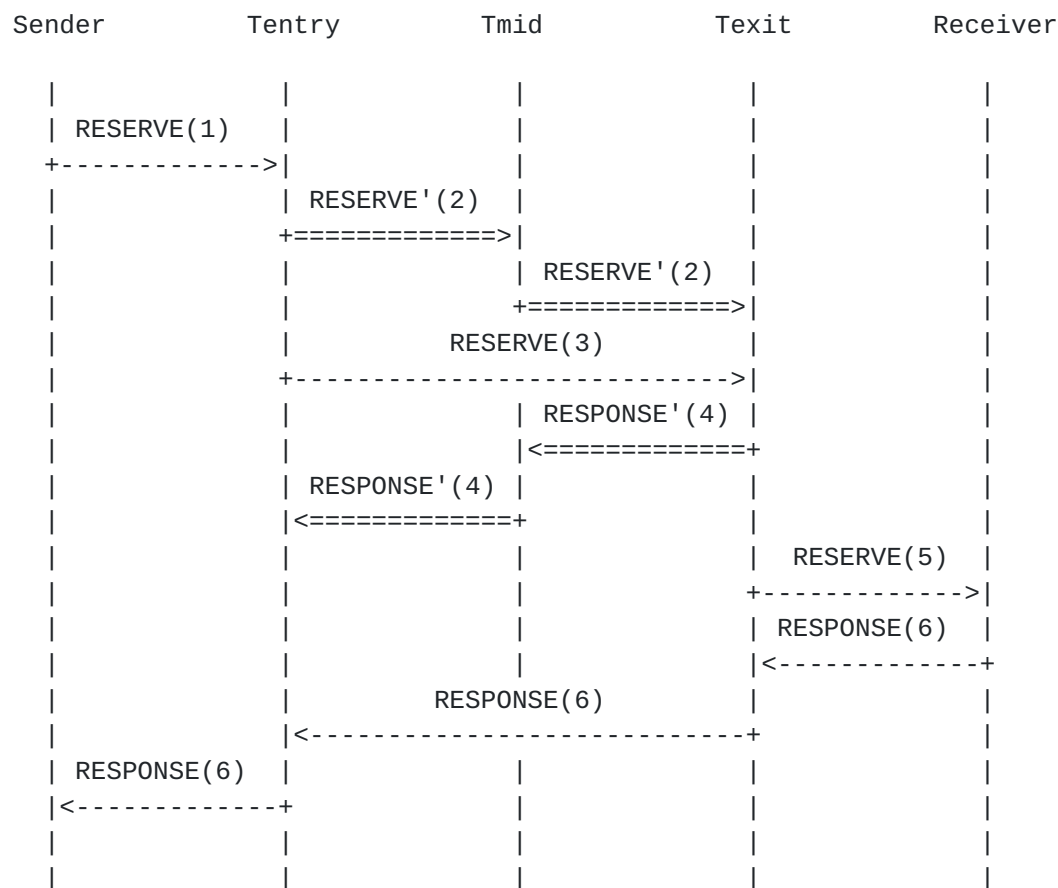 Sender Tentry Tmid Texit Receiver
RESERVE(1)
RESERVE'(2)
RESERVE'(2)
RESERVE(3)
RESPONSE'(4)
RESPONSE'(4)
RESERVE(5)
RESPONSE(6)
RESPONSE(6)
RESPONSE(6)